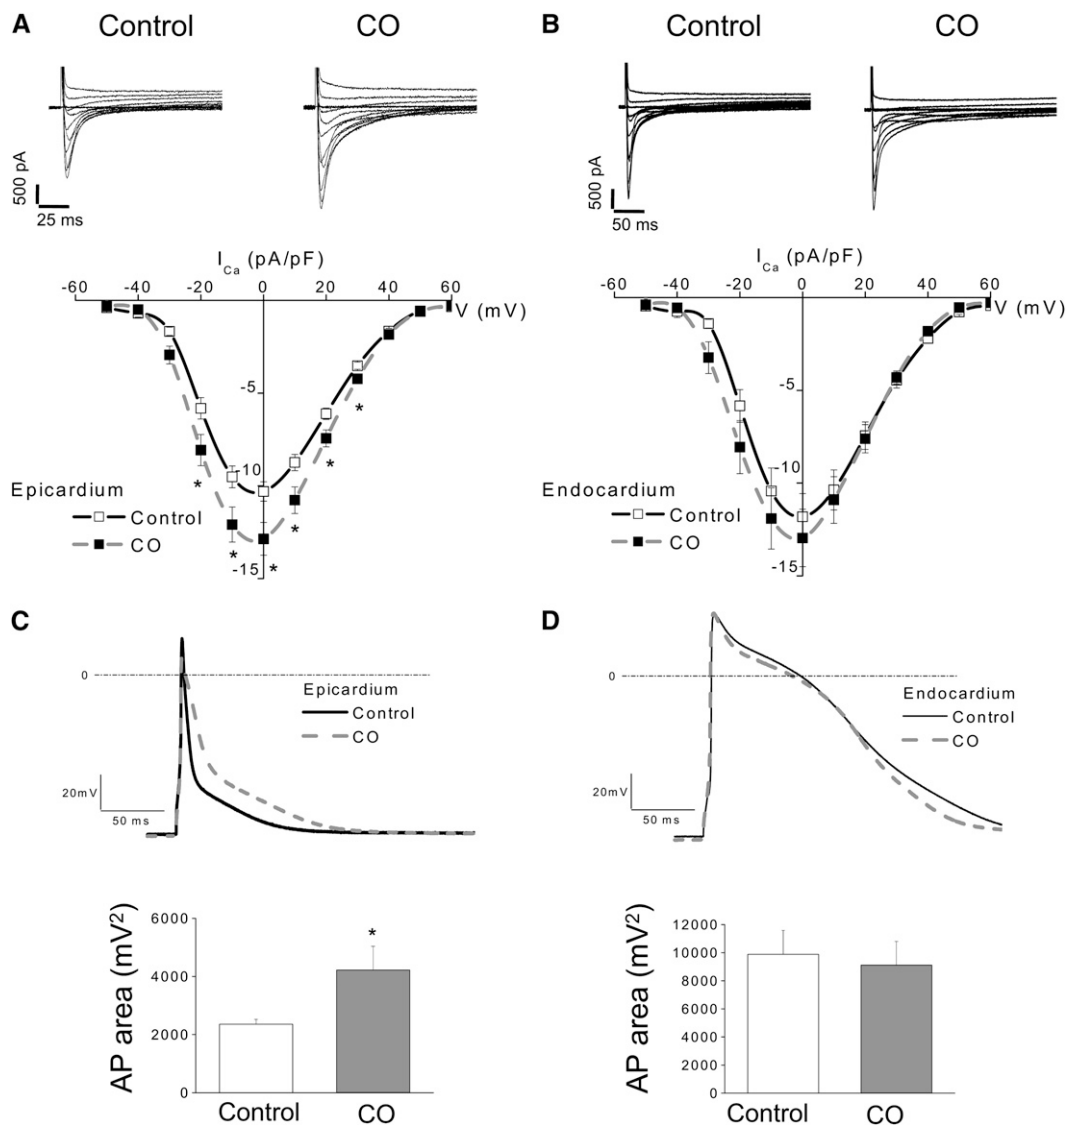 A Control CO
500 pA
25 ms
I_Ca (pA/pF)
-60 -40 -20 0 20 40 60
V (mV)
-5
-10
-15
* * * * * *
Epicardium
Control
CO
B Control CO
500 pA
50 ms
I_Ca (pA/pF)
-60 -40 -20 0 20 40 60
V (mV)
-5
-10
-15
Endocardium
Control
CO
C
0
Epicardium
Control
CO
20mV
50 ms
AP area (mV²)
6000
4000
2000
0
*
Control CO
D
0
Endocardium
Control
CO
20mV
50 ms
AP area (mV²)
12000
10000
8000
6000
4000
2000
0
Control CO